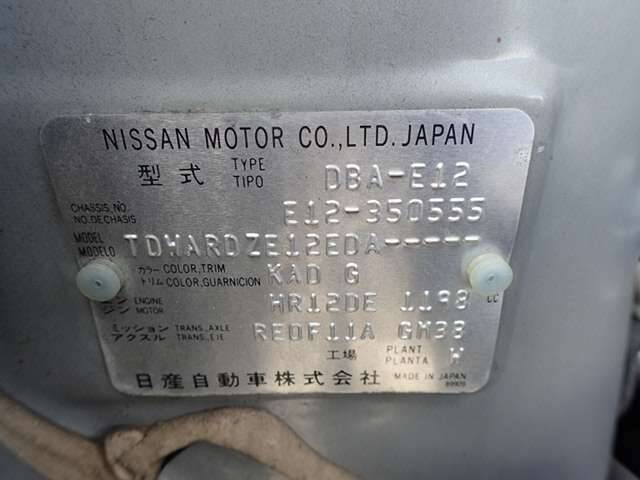 NISSAN MOTOR CO.,LTD. JAPAN
型式 TYPE TIPO DBA-E12
CHASSIS NO. NO. DE CHASIS E12-350555
MODEL MODELO TDWARDZE12EDA-----
カラー COLOR, TRIM KAD G
トリム COLOR, GUARNICION
ENGINE HR12DE 1198 CC
ジン MOTOR
ミッション TRANS., AXLE RE0F11A GM38
アクスル TRANS., EJE
工場 PLANT PLANTA W
日産自動車株式会社 MADE IN JAPAN